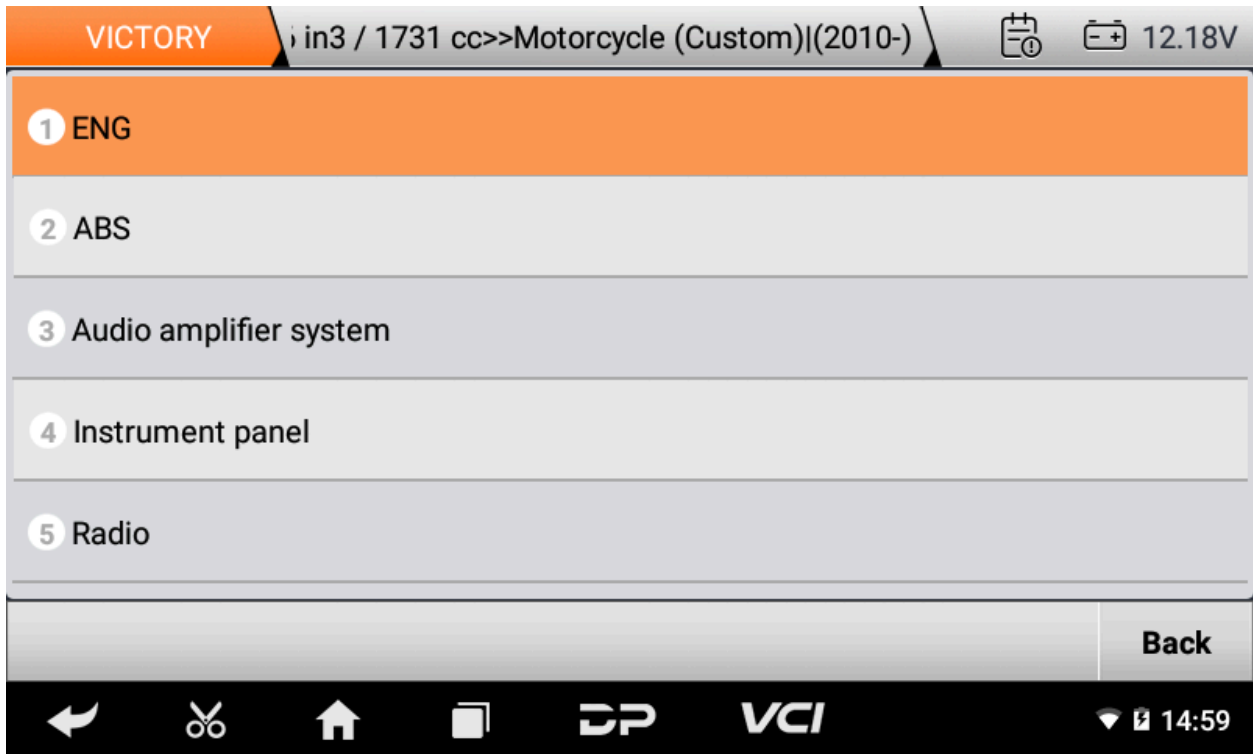 VICTORY
in3 / 1731 cc>>Motorcycle (Custom)|(2010-)
12.18V
1 ENG
2 ABS
3 Audio amplifier system
4 Instrument panel
5 Radio
Back
DP
VCI
14:59